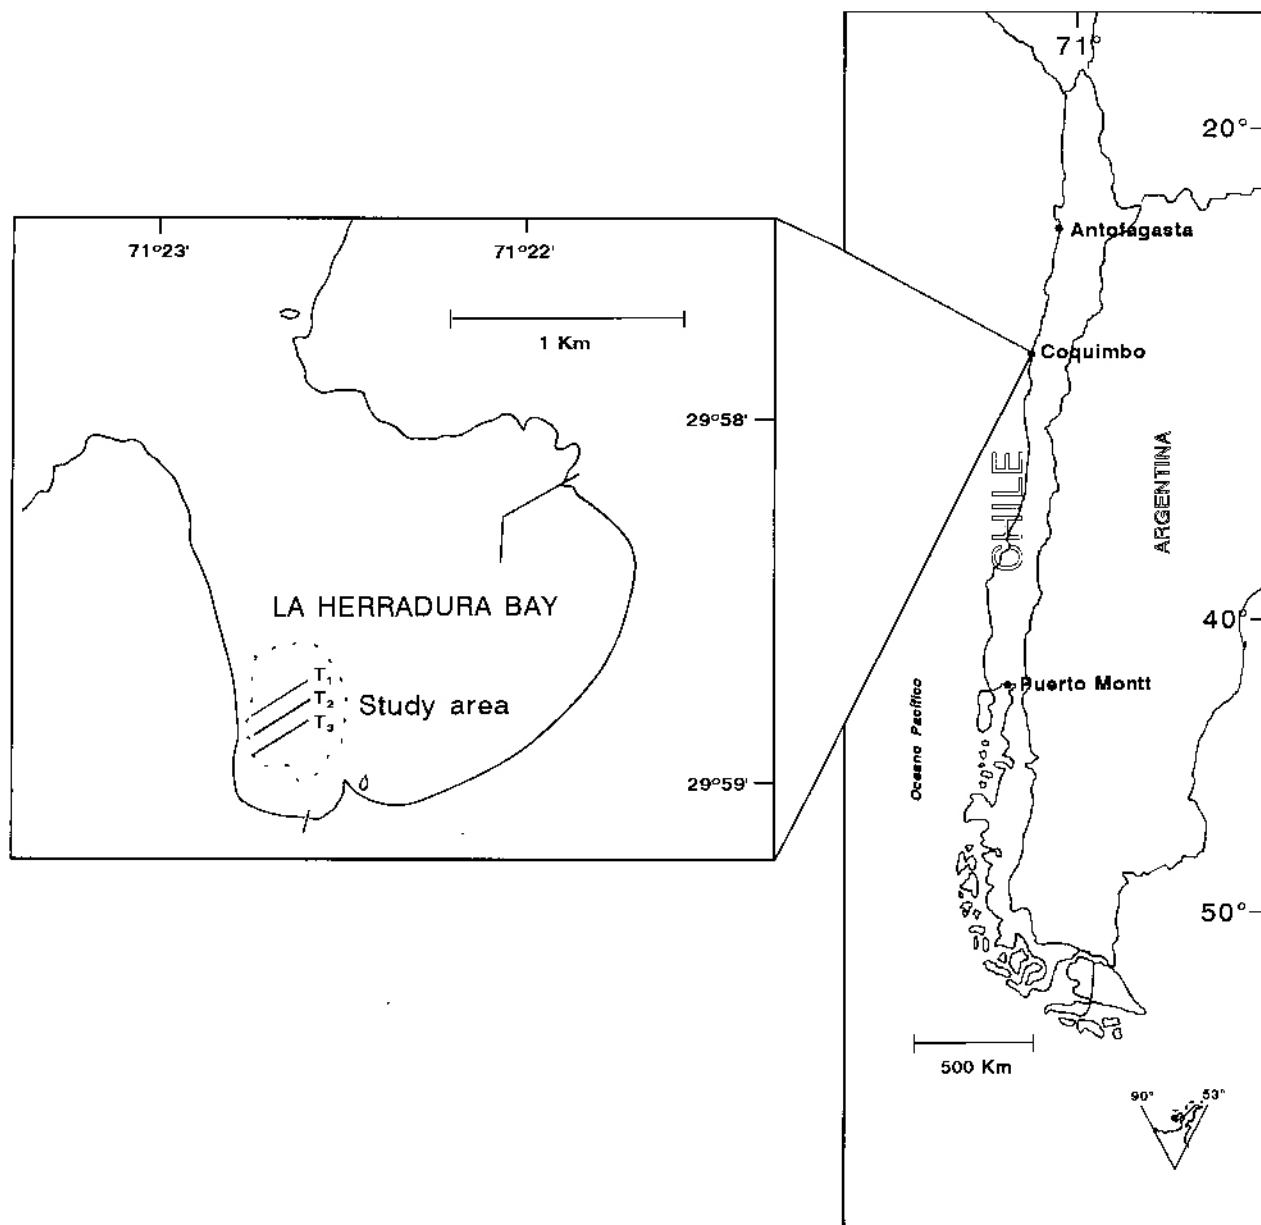 71°
20°
Antofagasta
71°23'
71°22'
1 Km
Coquimbo
29°58'
CHILE
ARGENTINA
LA HERRADURA BAY
40°
T1
T2
Study area
T3
Puerto Montt
Oceano Pacífico
29°59'
50°
500 Km
90°
53°